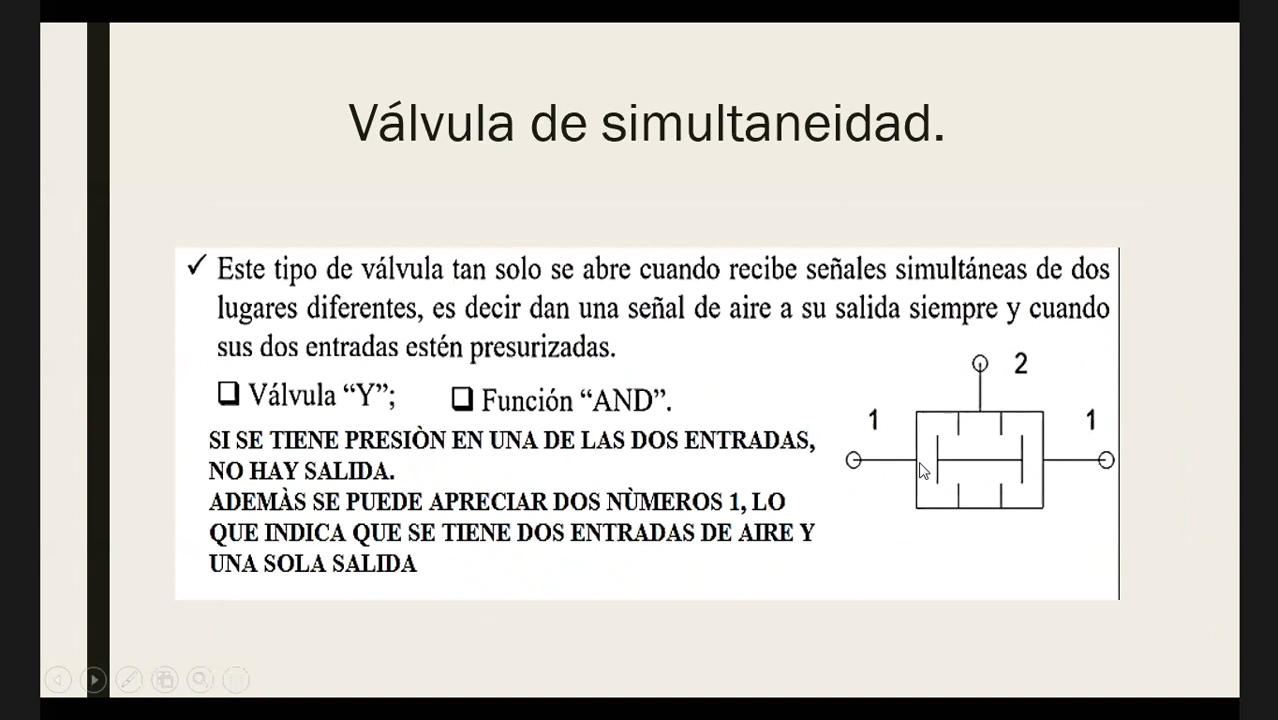 Válvula de simultaneidad.
✓ Este tipo de válvula tan solo se abre cuando recibe señales simultáneas de dos
lugares diferentes, es decir dan una señal de aire a su salida siempre y cuando
sus dos entradas estén presurizadas.
❑ Válvula “Y”; ❑ Función “AND”.
SI SE TIENE PRESIÒN EN UNA DE LAS DOS ENTRADAS,
NO HAY SALIDA.
ADEMÀS SE PUEDE APRECIAR DOS NÙMEROS 1, LO
QUE INDICA QUE SE TIENE DOS ENTRADAS DE AIRE Y
UNA SOLA SALIDA
2
1 1